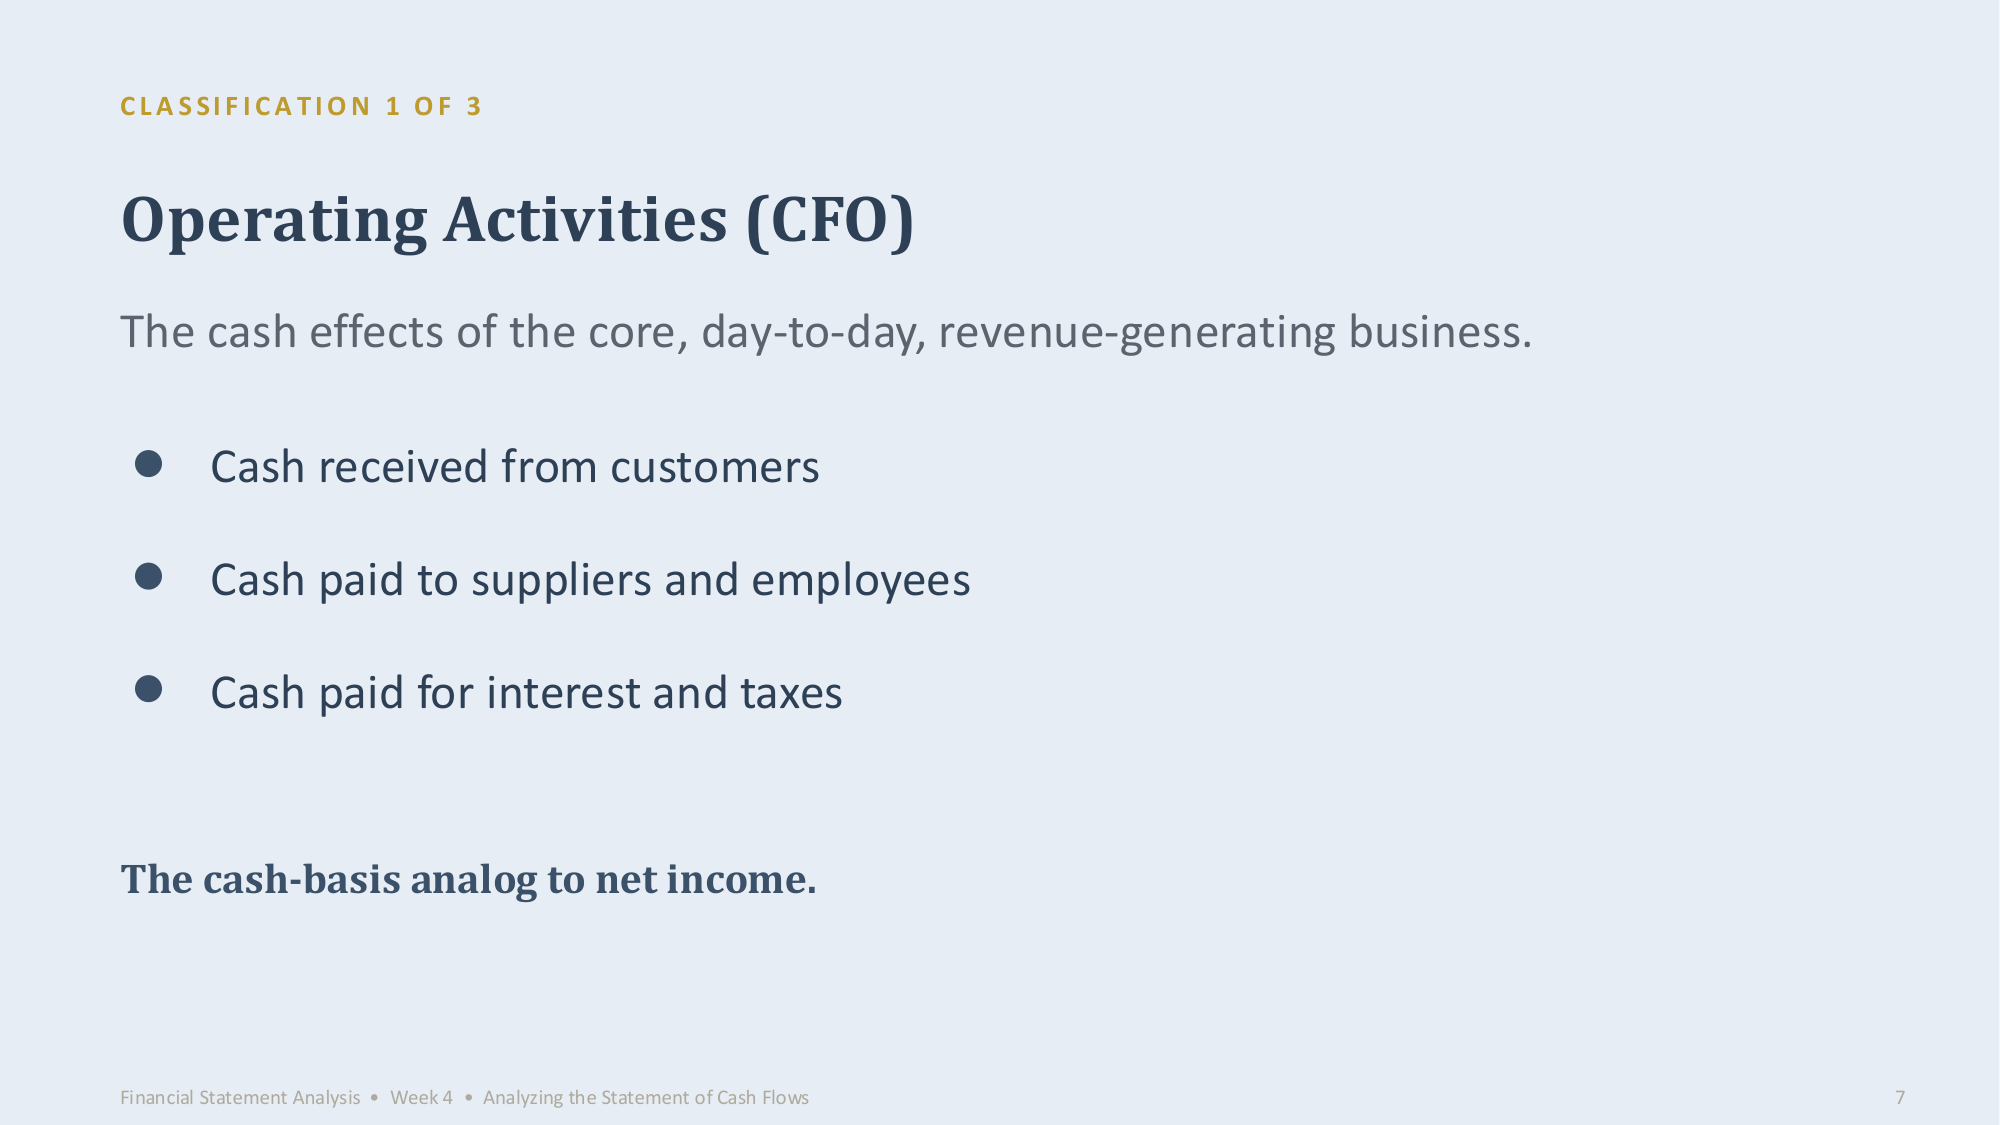 CLASSIFICATION 1 OF 3
Operating Activities (CFO)
The cash effects of the core, day-to-day, revenue-generating business.
● Cash received from customers
● Cash paid to suppliers and employees
● Cash paid for interest and taxes
The cash-basis analog to net income.
Financial Statement Analysis • Week 4 • Analyzing the Statement of Cash Flows
7